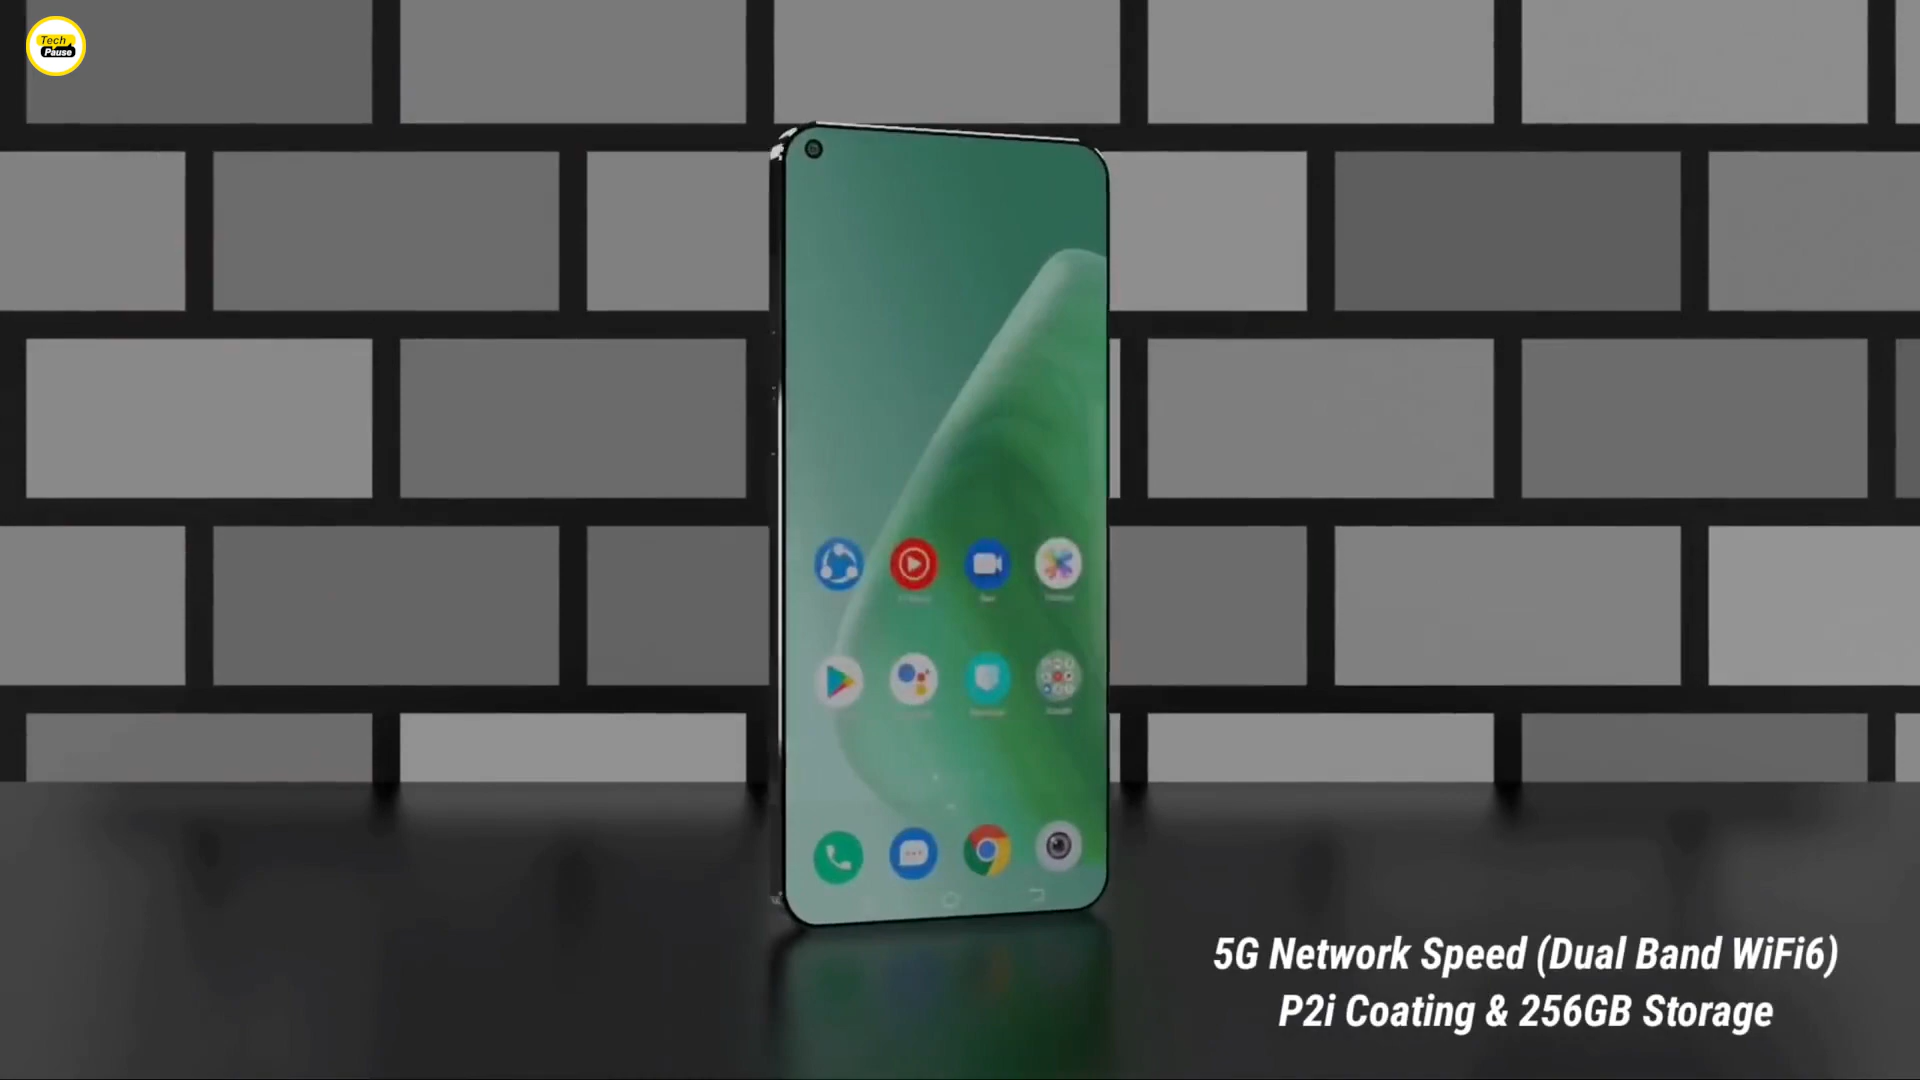 Tech
Pause
5G Network Speed (Dual Band WiFi6)
P2i Coating & 256GB Storage